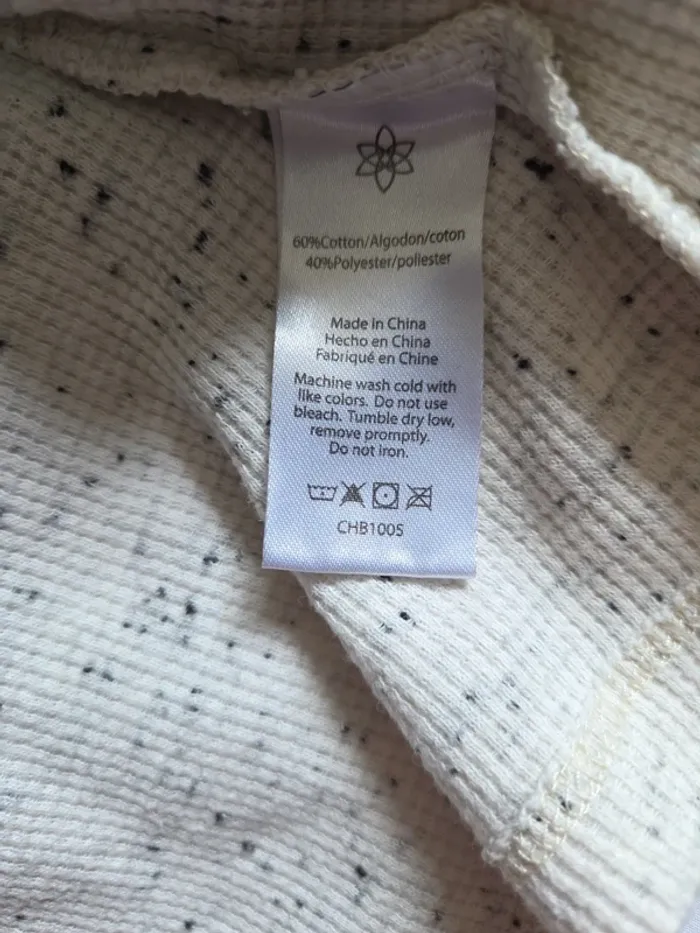 60%Cotton/Algodon/coton
40%Polyester/poliester
Made in China
Hecho en China
Fabriqué en Chine
Machine wash cold with
like colors. Do not use
bleach. Tumble dry low,
remove promptly.
Do not iron.
CHB1005